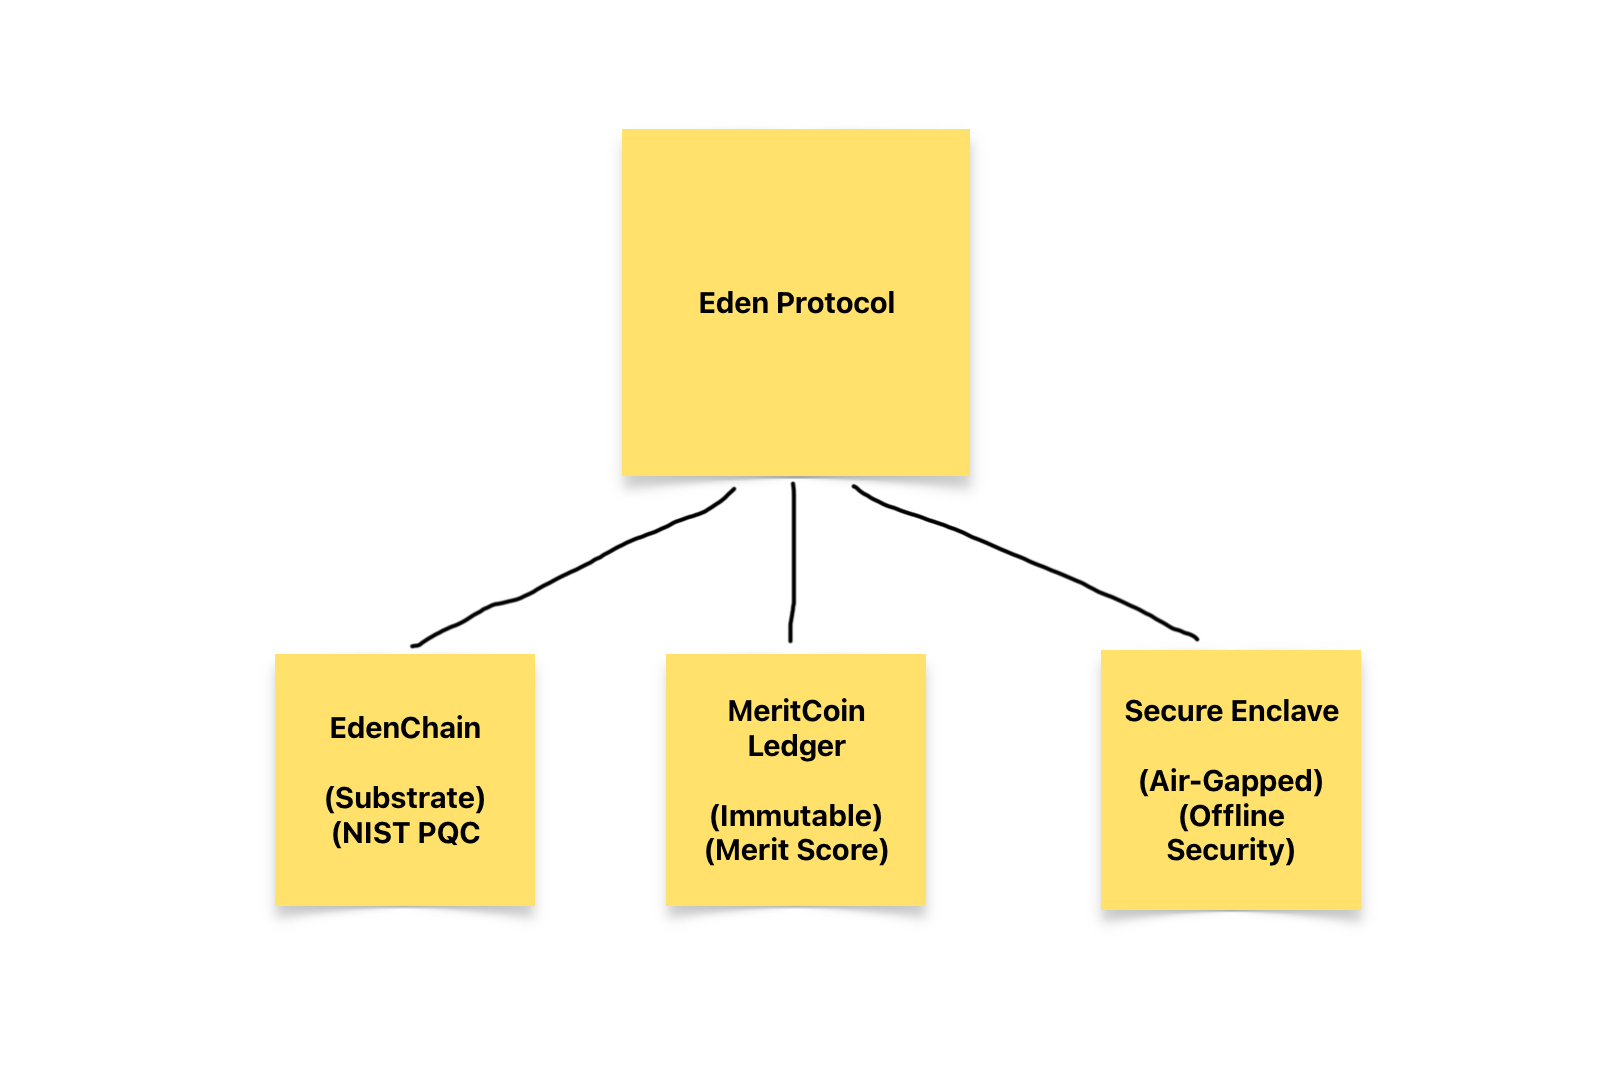 Eden Protocol
EdenChain
(Substrate)
(NIST PQC
MeritCoin
Ledger
(Immutable)
(Merit Score)
Secure Enclave
(Air-Gapped)
(Offline
Security)